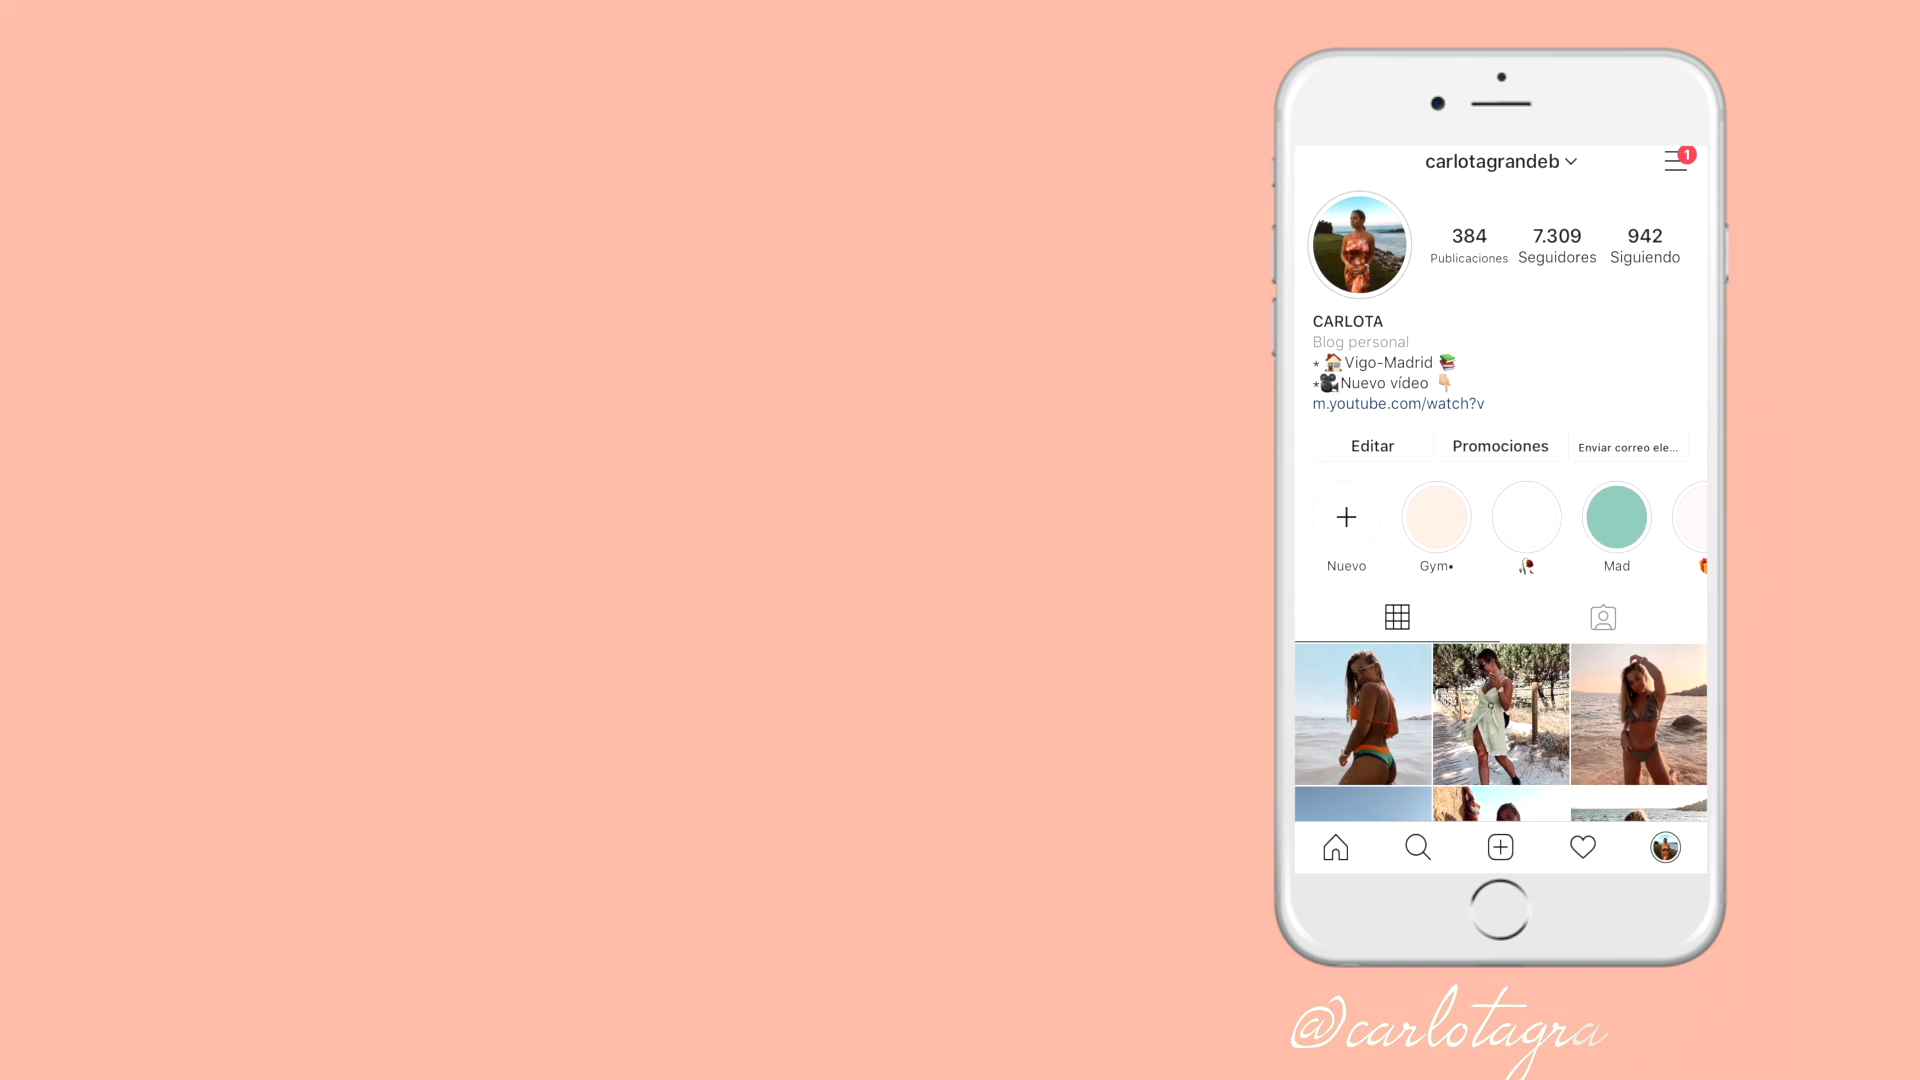 carlotagrandeb
1
384 7.309 942
Publicaciones Seguidores Siguiendo
CARLOTA
Blog personal
* 🏠Vigo-Madrid 📚
*🎥Nuevo vídeo 👇🏼
m.youtube.com/watch?v
Editar Promociones Enviar correo ele...
Nuevo Gym• 🥀 Mad 🎁
@carlotagra